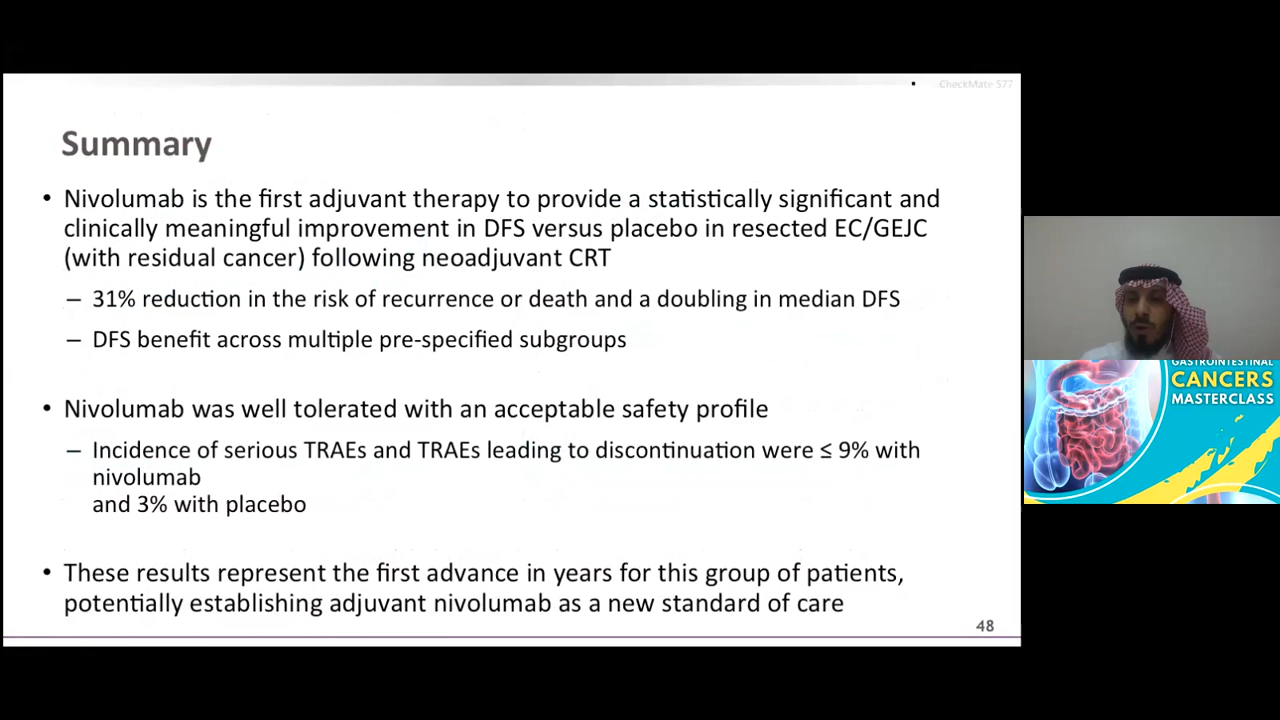 CheckMate 577
Summary
• Nivolumab is the first adjuvant therapy to provide a statistically significant and
clinically meaningful improvement in DFS versus placebo in resected EC/GEJC
(with residual cancer) following neoadjuvant CRT
– 31% reduction in the risk of recurrence or death and a doubling in median DFS
– DFS benefit across multiple pre-specified subgroups
• Nivolumab was well tolerated with an acceptable safety profile
– Incidence of serious TRAEs and TRAEs leading to discontinuation were ≤ 9% with
nivolumab
and 3% with placebo
• These results represent the first advance in years for this group of patients,
potentially establishing adjuvant nivolumab as a new standard of care
48
GASTROINTESTINAL
CANCERS
MASTERCLASS